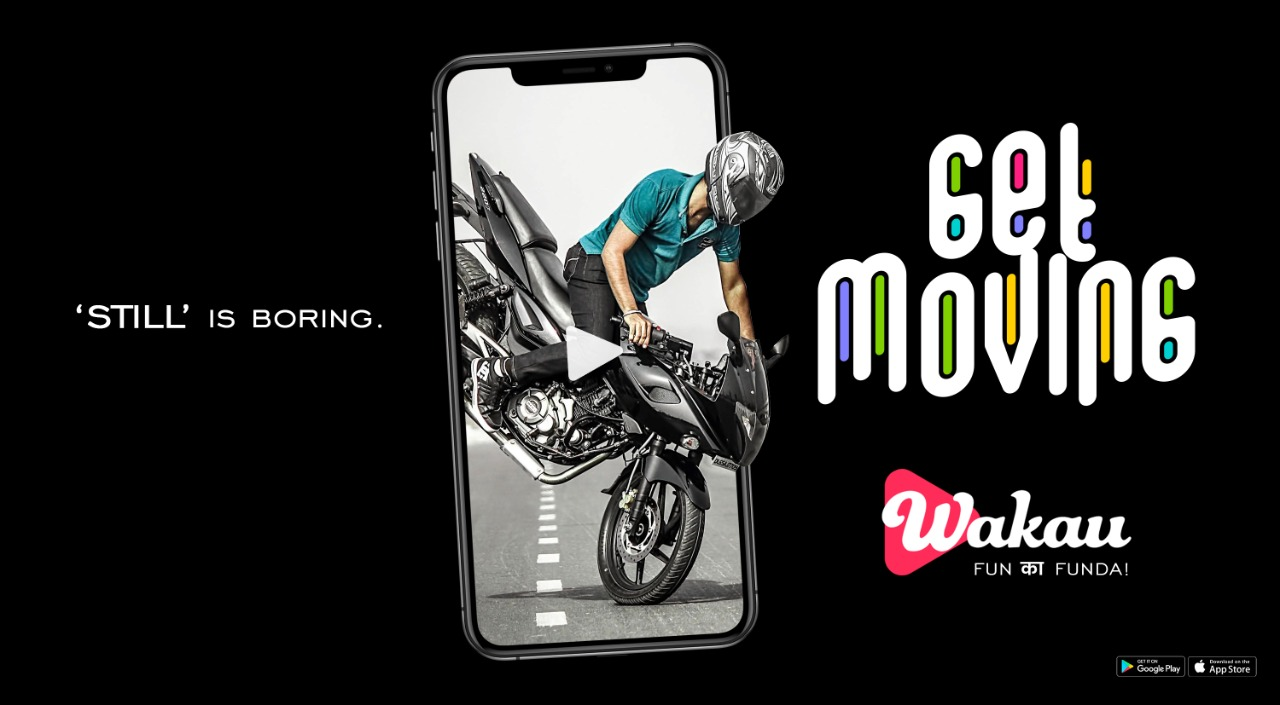 ‘STILL’ IS BORING.
Get
Moving
Wakau
FUN का FUNDA!
GET IT ON
Google Play
Download on the
App Store